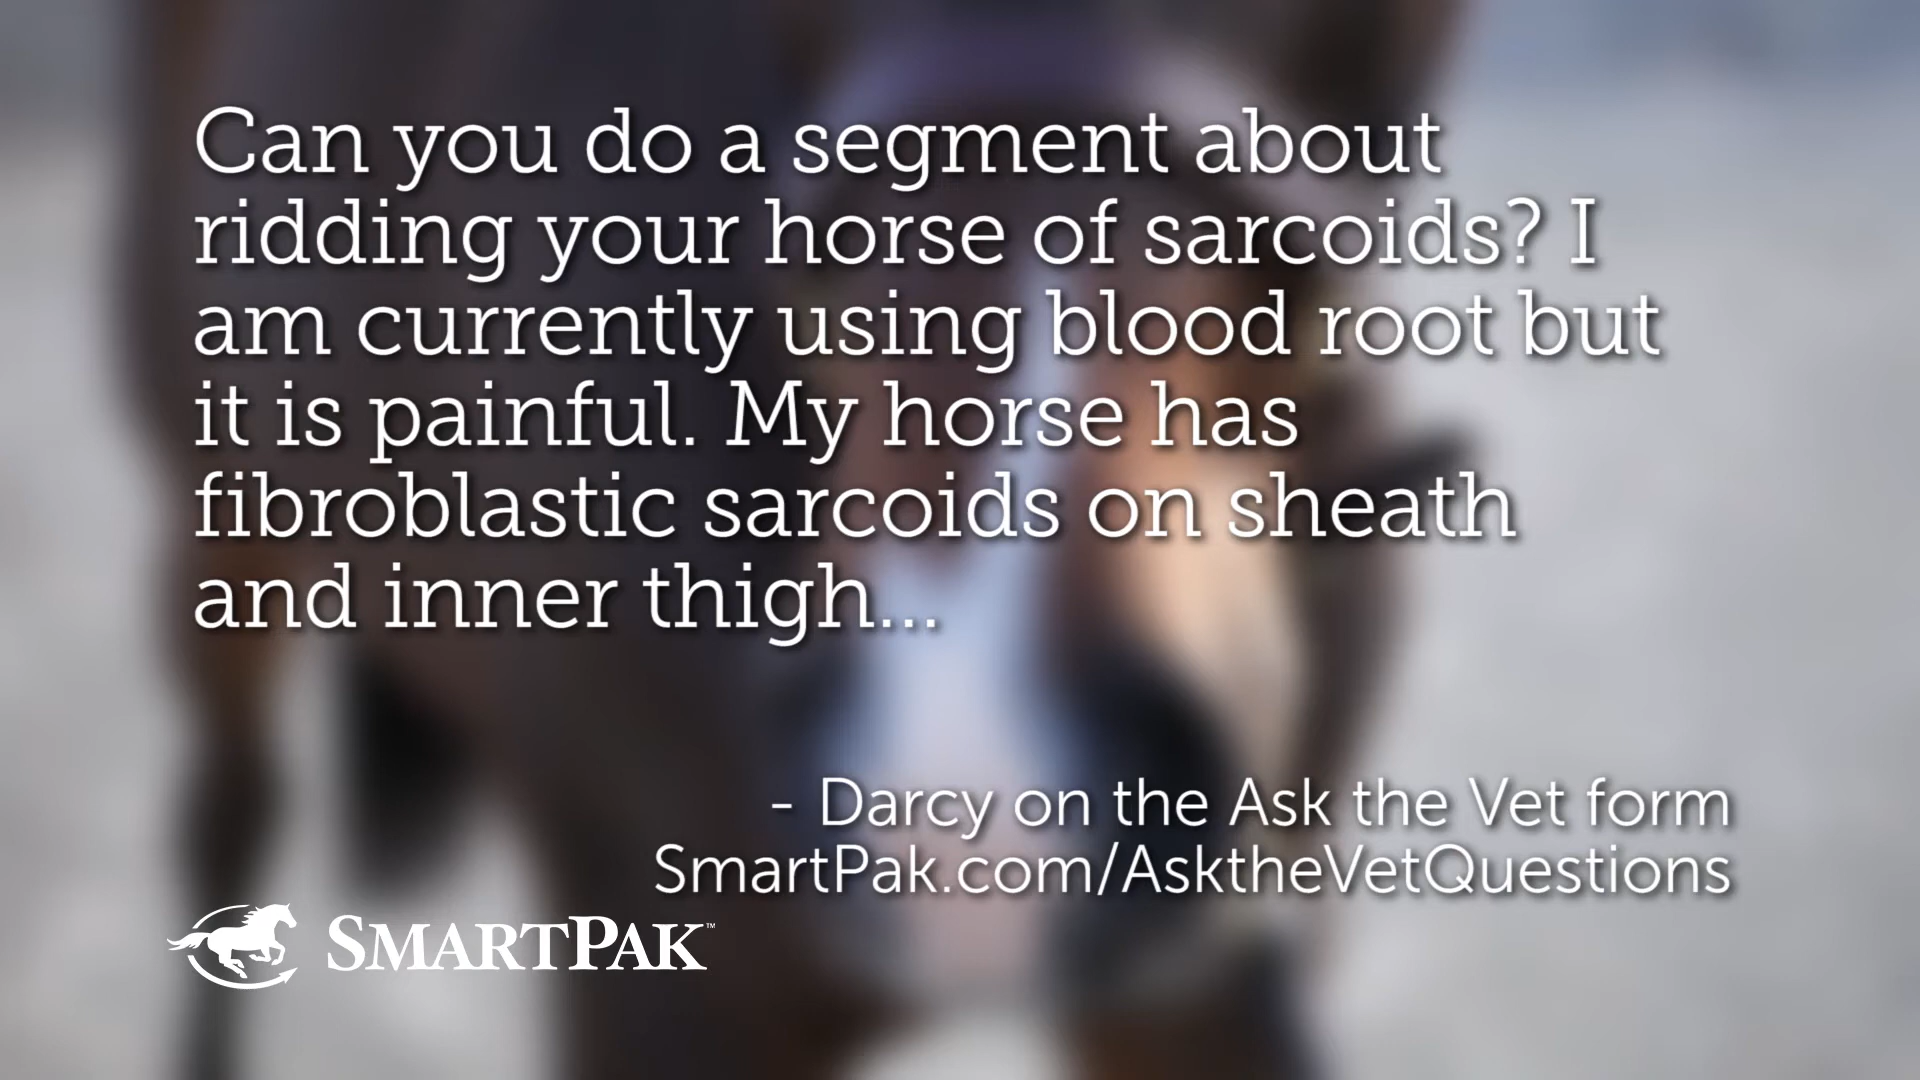 Can you do a segment about
ridding your horse of sarcoids? I
am currently using blood root but
it is painful. My horse has
fibroblastic sarcoids on sheath
and inner thigh...
- Darcy on the Ask the Vet form
SmartPak.com/AsktheVetQuestions
SMARTPAK™